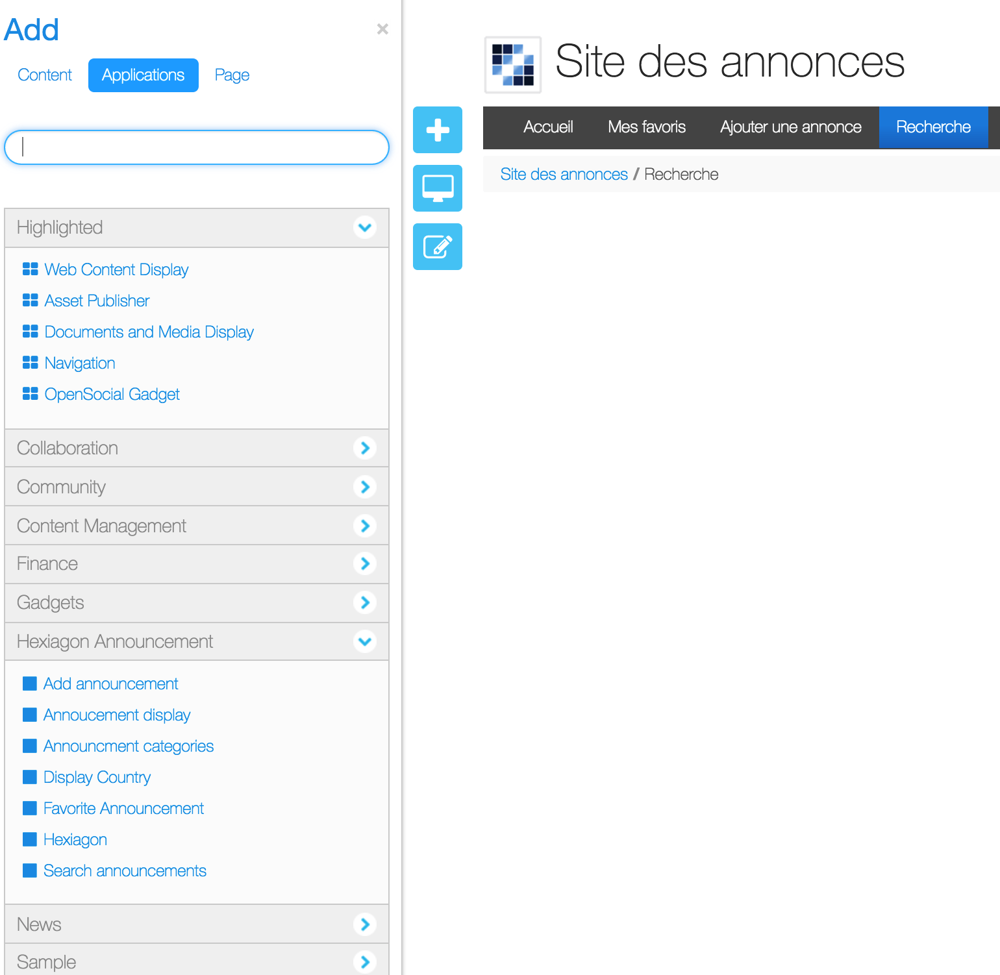 Add
×
Content Applications Page
Highlighted
Web Content Display
Asset Publisher
Documents and Media Display
Navigation
OpenSocial Gadget
Collaboration
Community
Content Management
Finance
Gadgets
Hexiagon Announcement
Add announcement
Annoucement display
Announcment categories
Display Country
Favorite Announcement
Hexiagon
Search announcements
News
Sample
Site des annonces
Accueil Mes favoris Ajouter une annonce Recherche
Site des annonces / Recherche